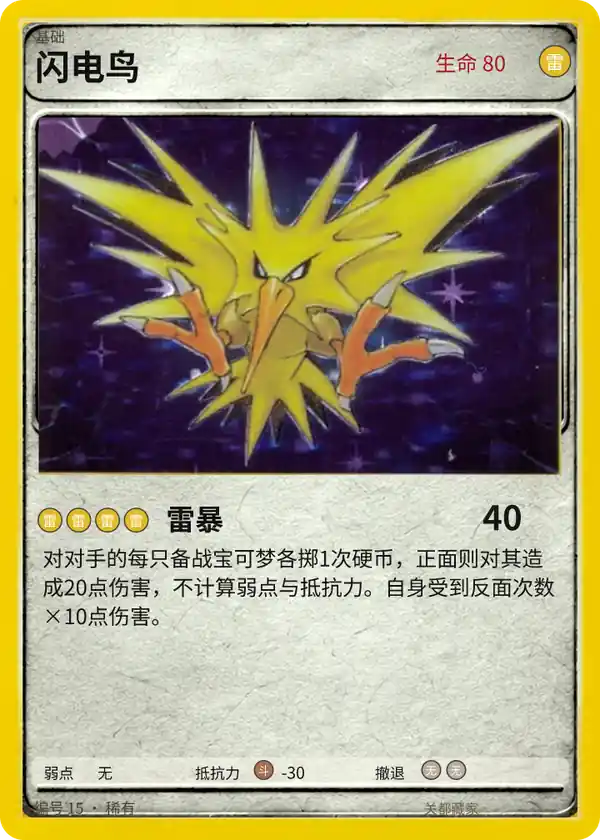 基础
闪电鸟 生命 80 雷
雷 雷 雷 雷 雷暴 40
对对手的每只备战宝可梦各掷1次硬币，正面则对其造
成20点伤害，不计算弱点与抵抗力。自身受到反面次数
×10点伤害。
弱点 无 抵抗力 斗 -30 撤退 无 无
编号 15 · 稀有 关都藏家